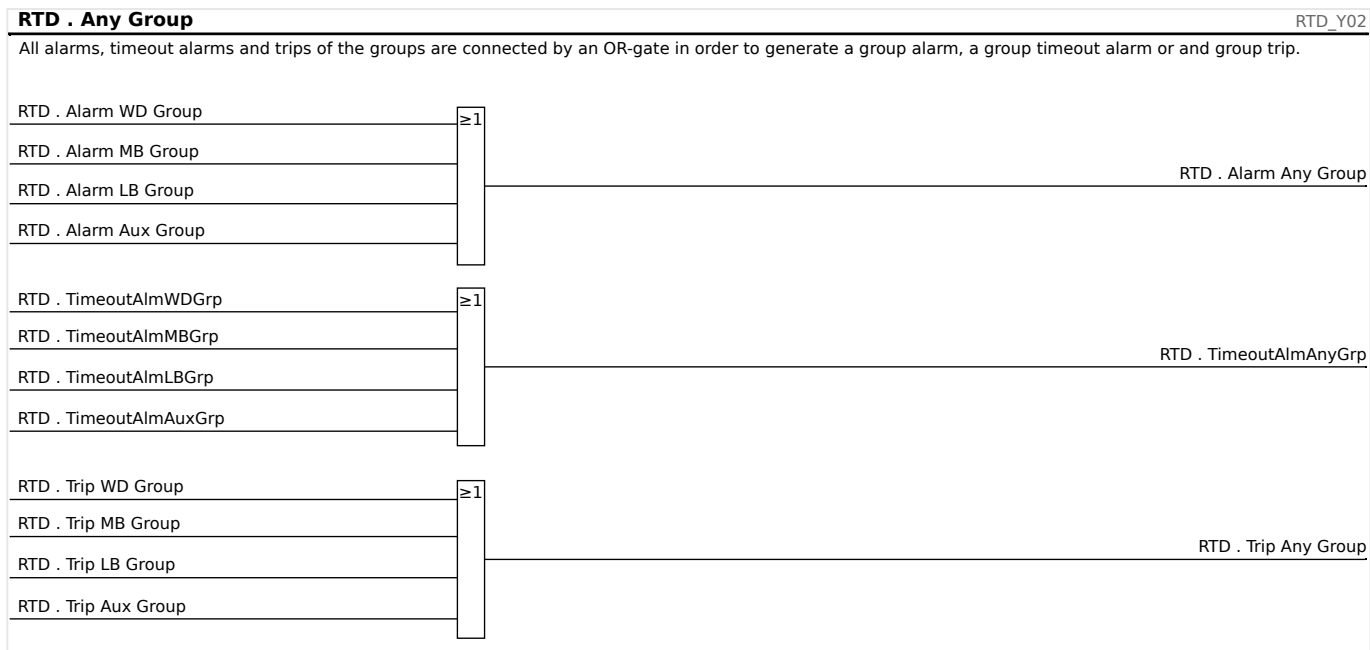 RTD . Any Group
RTD_Y02
All alarms, timeout alarms and trips of the groups are connected by an OR-gate in order to generate a group alarm, a group timeout alarm or and group trip.
RTD . Alarm WD Group
≥1
RTD . Alarm MB Group
RTD . Alarm Any Group
RTD . Alarm LB Group
RTD . Alarm Aux Group
RTD . TimeoutAlmWDGrp
≥1
RTD . TimeoutAlmMBGrp
RTD . TimeoutAlmAnyGrp
RTD . TimeoutAlmLBGrp
RTD . TimeoutAlmAuxGrp
RTD . Trip WD Group
≥1
RTD . Trip MB Group
RTD . Trip Any Group
RTD . Trip LB Group
RTD . Trip Aux Group